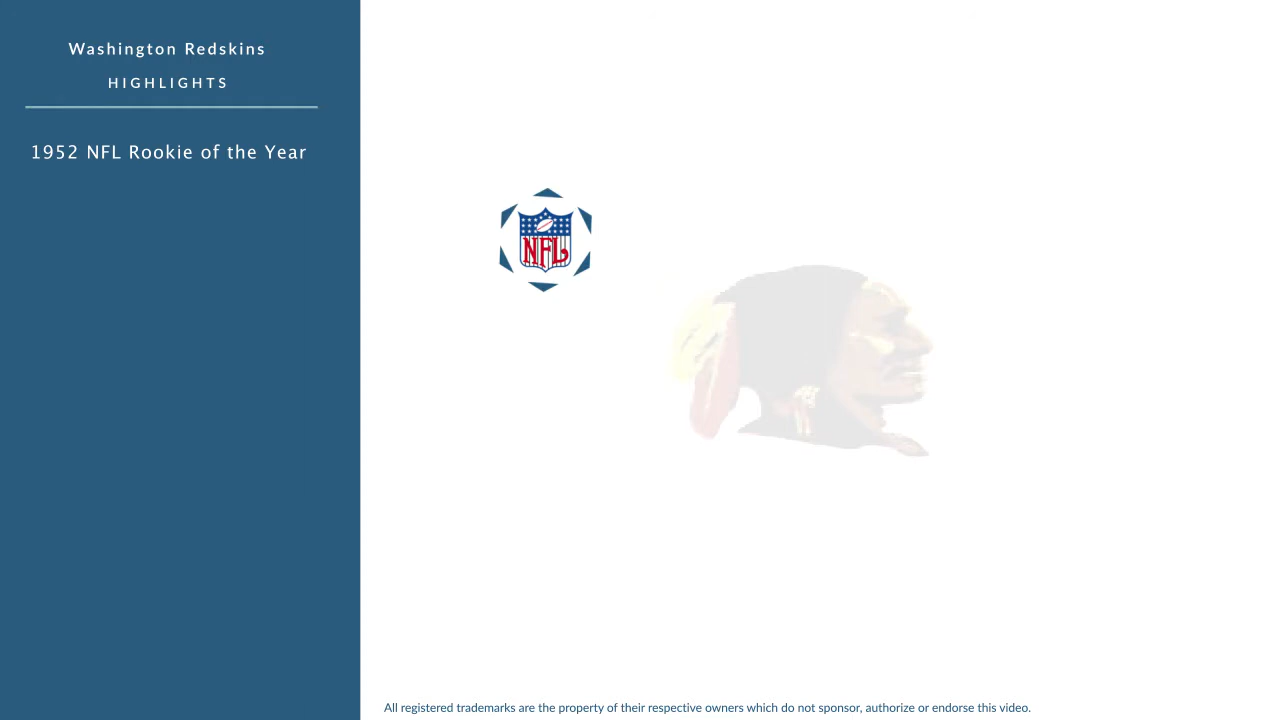 Washington Redskins
HIGHLIGHTS
1952 NFL Rookie of the Year
NFL
All registered trademarks are the property of their respective owners which do not sponsor, authorize or endorse this video.